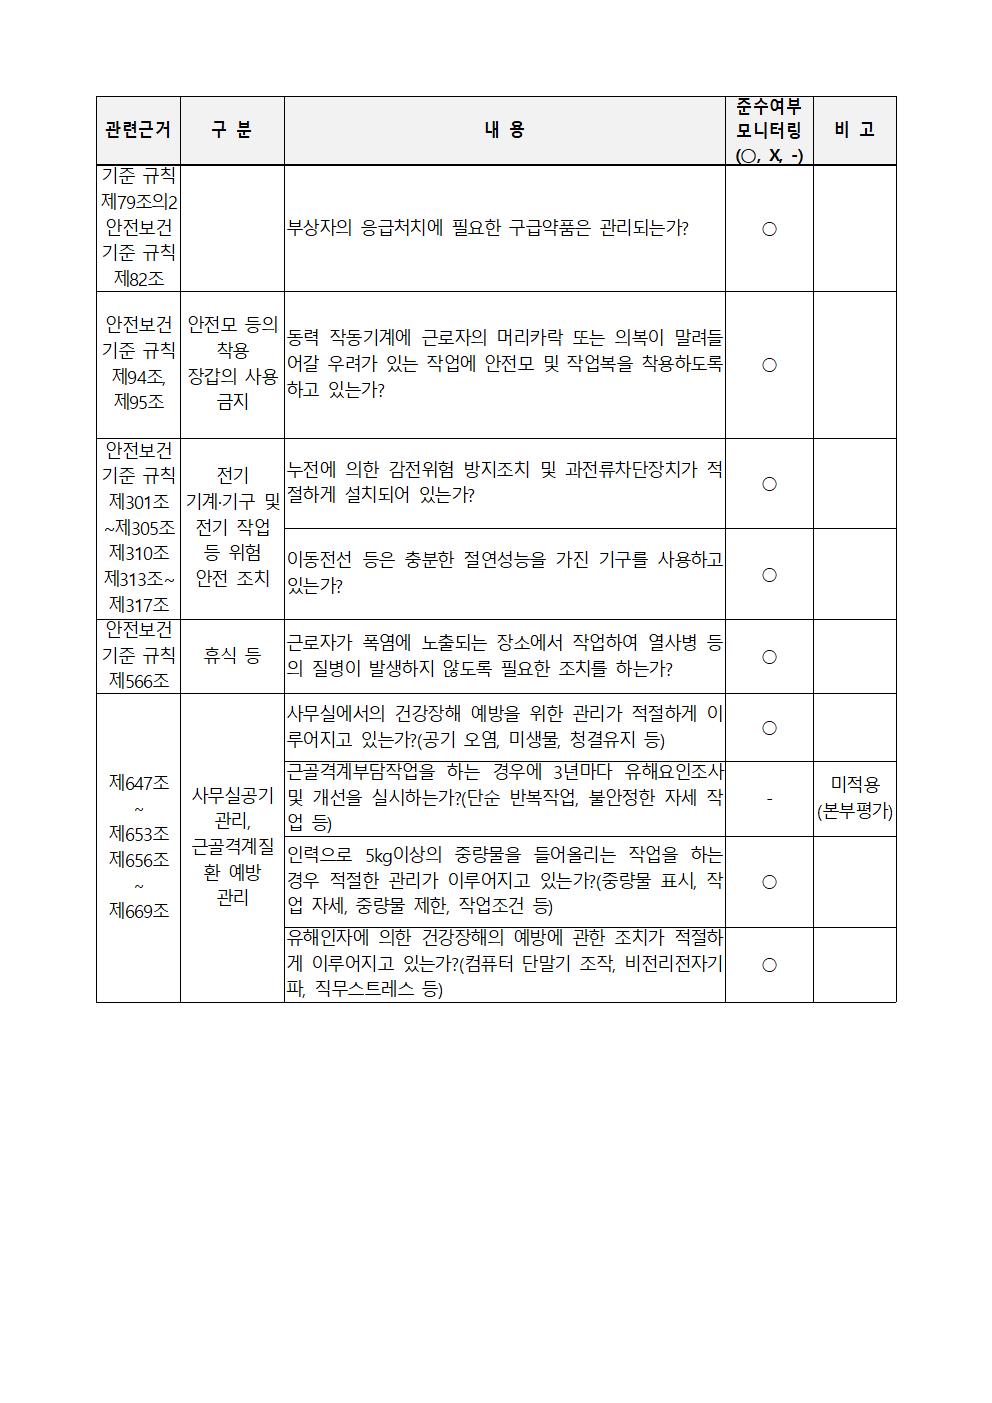 관련근거
구 분
내 용
준수여부
모니터링
(○, X, -)
비 고
기준 규칙
제79조의2
안전보건
기준 규칙
제82조
부상자의 응급처치에 필요한 구급약품은 관리되는가?
○
안전보건
기준 규칙
제94조,
제95조
안전모 등의
착용
장갑의 사용
금지
동력 작동기계에 근로자의 머리카락 또는 의복이 말려들
어갈 우려가 있는 작업에 안전모 및 작업복을 착용하도록
하고 있는가?
○
안전보건
기준 규칙
제301조
~제305조
제310조
제313조~
제317조
전기
기계·기구 및
전기 작업
등 위험
안전 조치
누전에 의한 감전위험 방지조치 및 과전류차단장치가 적
절하게 설치되어 있는가?
○
이동전선 등은 충분한 절연성능을 가진 기구를 사용하고
있는가?
○
안전보건
기준 규칙
제566조
휴식 등
근로자가 폭염에 노출되는 장소에서 작업하여 열사병 등
의 질병이 발생하지 않도록 필요한 조치를 하는가?
○
제647조
~
제653조
제656조
~
제669조
사무실공기
관리,
근골격계질
환 예방
관리
사무실에서의 건강장해 예방을 위한 관리가 적절하게 이
루어지고 있는가?(공기 오염, 미생물, 청결유지 등)
○
근골격계부담작업을 하는 경우에 3년마다 유해요인조사
및 개선을 실시하는가?(단순 반복작업, 불안정한 자세 작
업 등)
-
미적용
(본부평가)
인력으로 5kg이상의 중량물을 들어올리는 작업을 하는
경우 적절한 관리가 이루어지고 있는가?(중량물 표시, 작
업 자세, 중량물 제한, 작업조건 등)
○
유해인자에 의한 건강장해의 예방에 관한 조치가 적절하
게 이루어지고 있는가?(컴퓨터 단말기 조작, 비전리전자기
파, 직무스트레스 등)
○